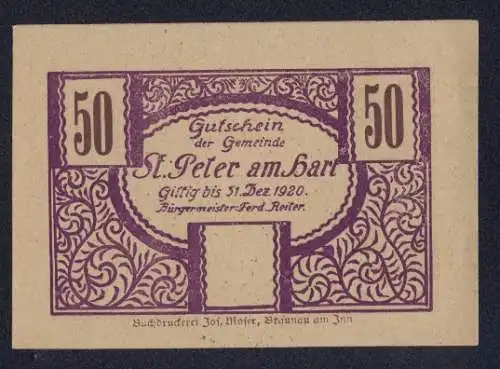 50
50
Gutschein
der Gemeinde
St. Peter am Hart
Giltig bis 31. Dez. 1920.
Bürgermeister: Ferd. Reiter.
Buchdruckerei Jos. Moser, Braunau am Inn